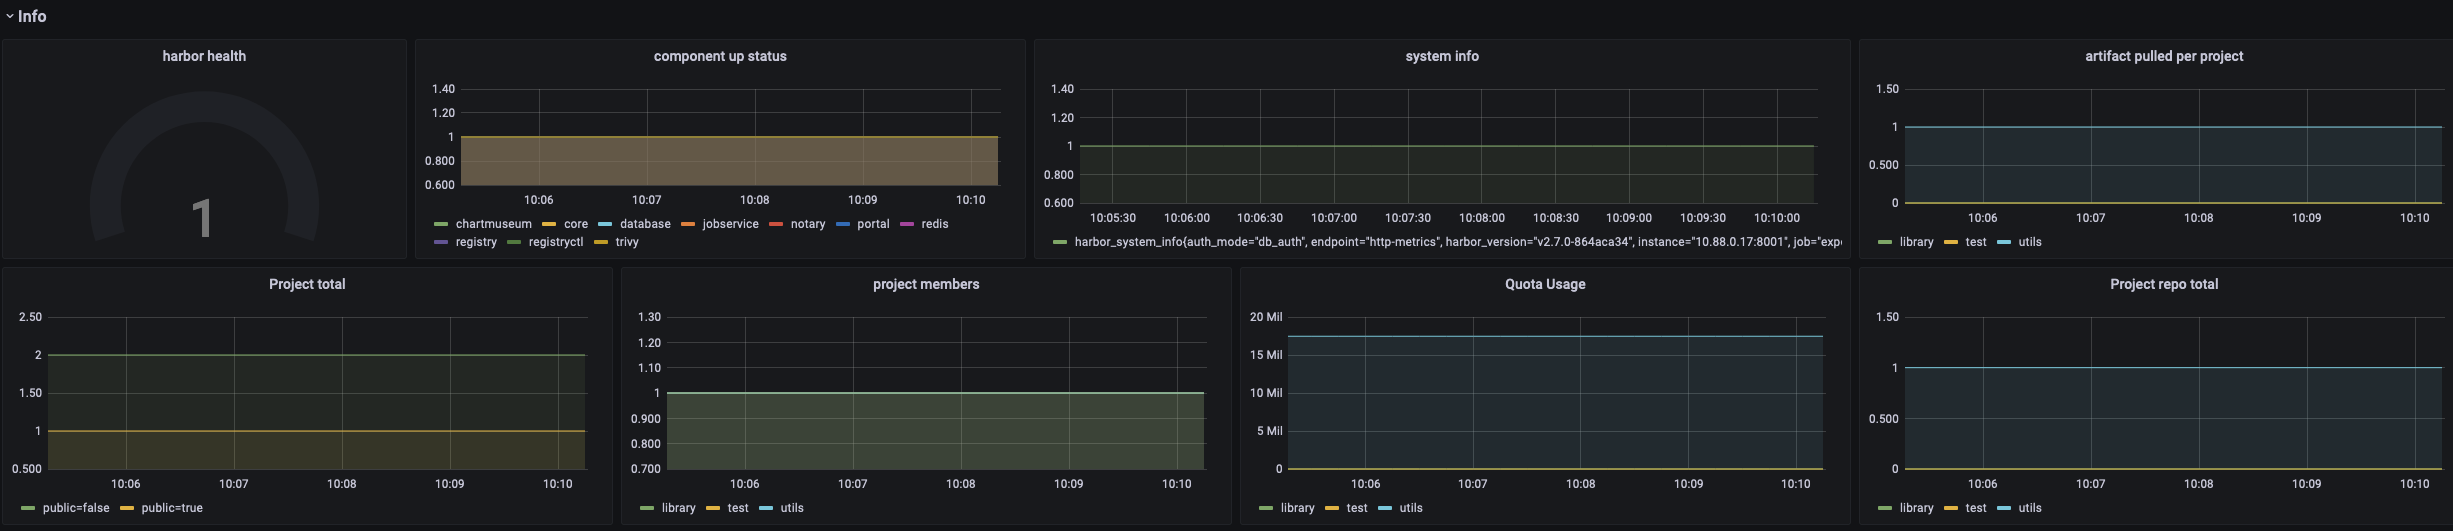 Info
harbor health
1
component up status
1.40
1.20
1
0.800
0.600
10:06 10:07 10:08 10:09 10:10
chartmuseum core database jobservice notary portal redis
registry registryctl trivy
system info
1.40
1.20
1
0.800
0.600
10:05:30 10:06:00 10:06:30 10:07:00 10:07:30 10:08:00 10:08:30 10:09:00 10:09:30 10:10:00
harbor_system_info{auth_mode="db_auth", endpoint="http-metrics", harbor_version="v2.7.0-864aca34", instance="10.88.0.17:8001", job="expo
artifact pulled per project
1.50
1
0.500
0
10:06 10:07 10:08 10:09 10:10
library test utils
Project total
2.50
2
1.50
1
0.500
10:06 10:07 10:08 10:09 10:10
public=false public=true
project members
1.30
1.20
1.10
1
0.900
0.800
0.700
10:06 10:07 10:08 10:09 10:10
library test utils
Quota Usage
20 Mil
15 Mil
10 Mil
5 Mil
0
10:06 10:07 10:08 10:09 10:10
library test utils
Project repo total
1.50
1
0.500
0
10:06 10:07 10:08 10:09 10:10
library test utils